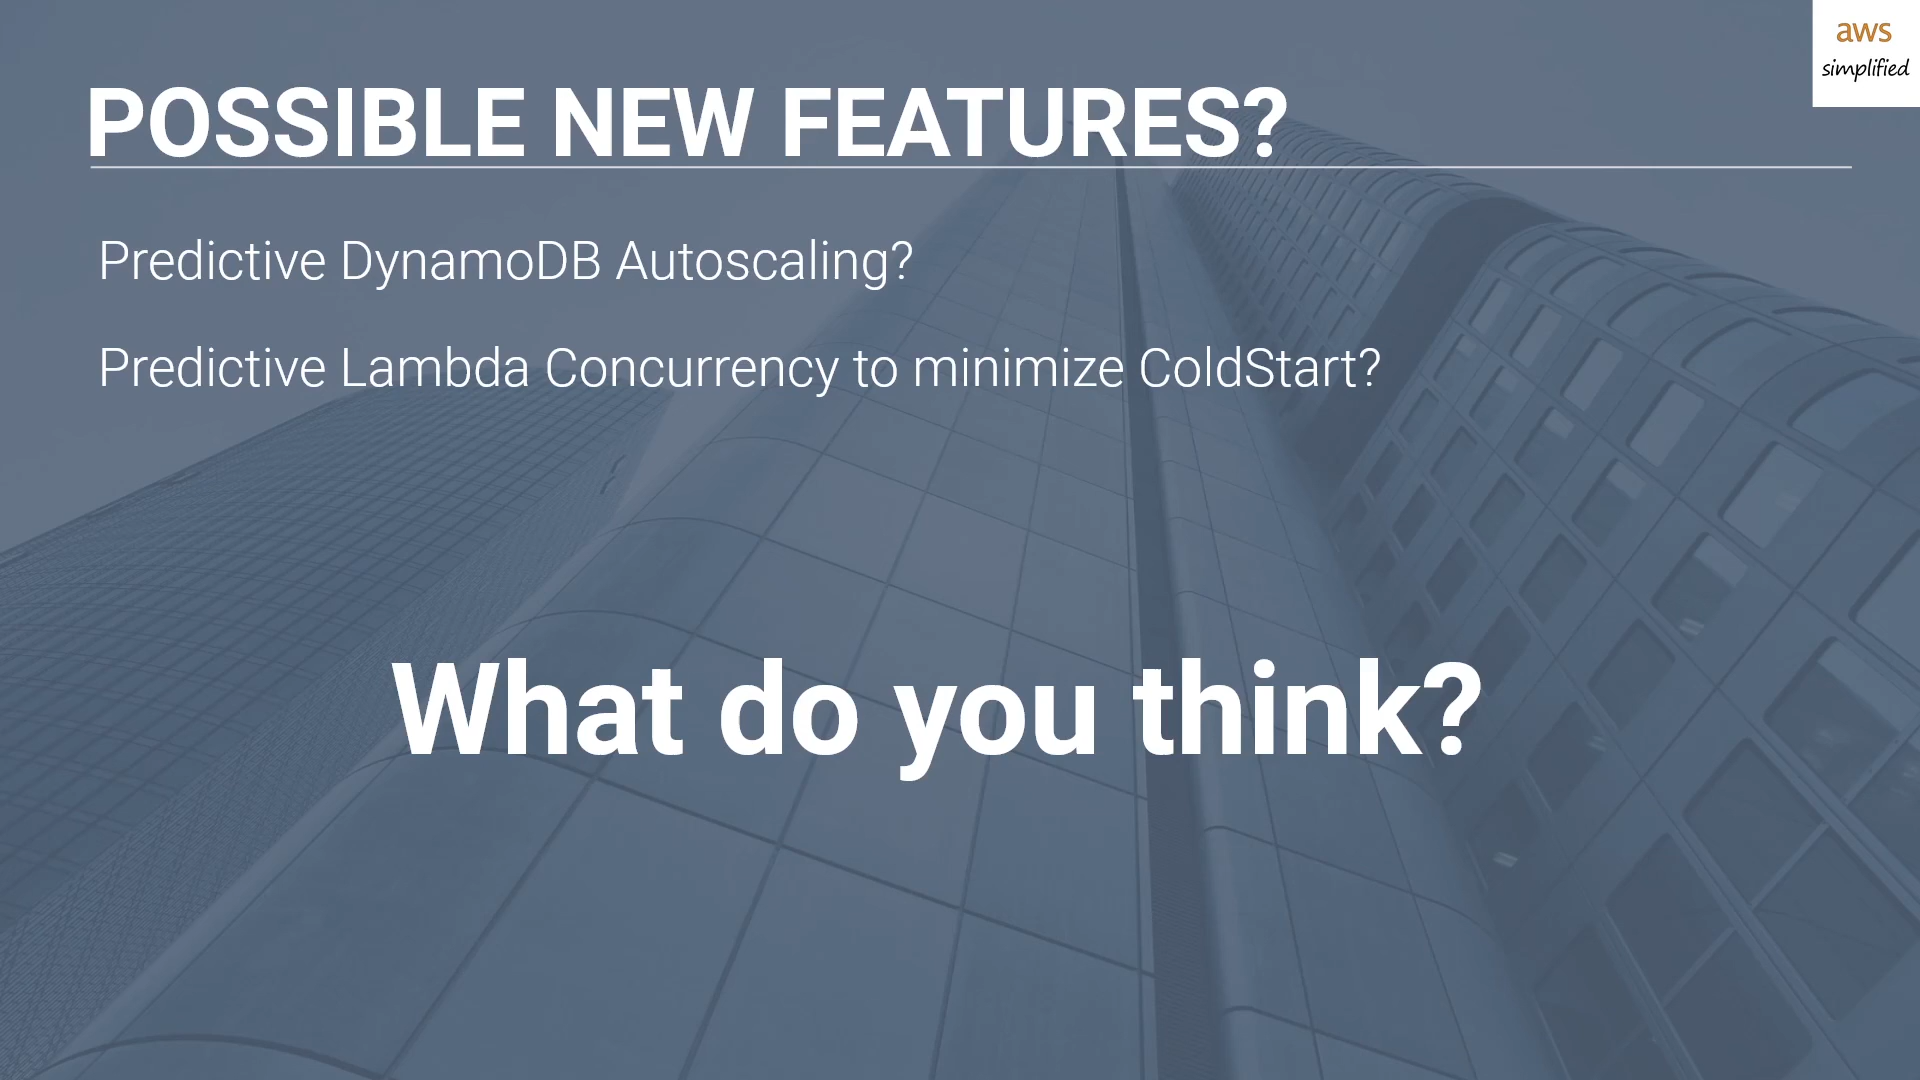 aws
simplified
POSSIBLE NEW FEATURES?
Predictive DynamoDB Autoscaling?
Predictive Lambda Concurrency to minimize ColdStart?
What do you think?